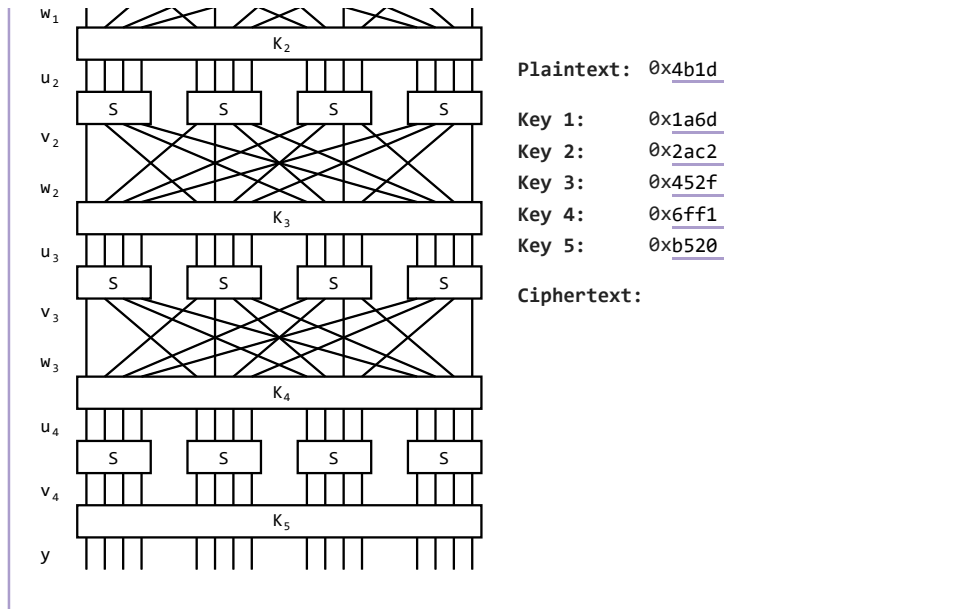 w₁
K₂
u₂
S S S S
v₂
w₂
K₃
u₃
S S S S
v₃
w₃
K₄
u₄
S S S S
v₄
K₅
y
Plaintext: 0x4b1d
Key 1: 0x1a6d
Key 2: 0x2ac2
Key 3: 0x452f
Key 4: 0x6ff1
Key 5: 0xb520
Ciphertext: